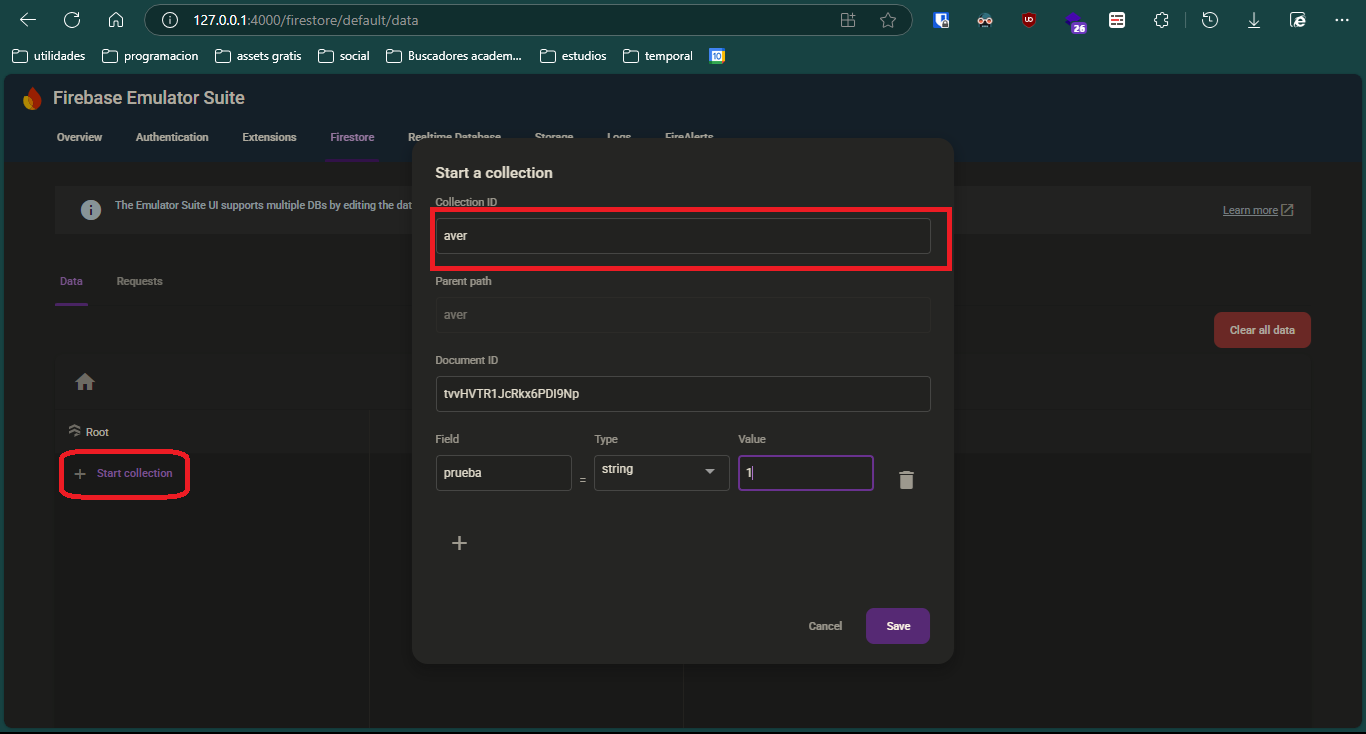 127.0.0.1:4000/firestore/default/data
26
utilidades programacion assets gratis social Buscadores academ... estudios temporal 10
Firebase Emulator Suite
Overview Authentication Extensions Firestore Realtime Database Storage Logs FireAlerts
Start a collection
The Emulator Suite UI supports multiple DBs by editing the dat
Learn more
Collection ID
aver
Data Requests
Parent path
aver
Clear all data
Document ID
tvvHVTR1JcRkx6PDI9Np
Root
Field Type Value
Start collection
prueba = string 1
Cancel Save